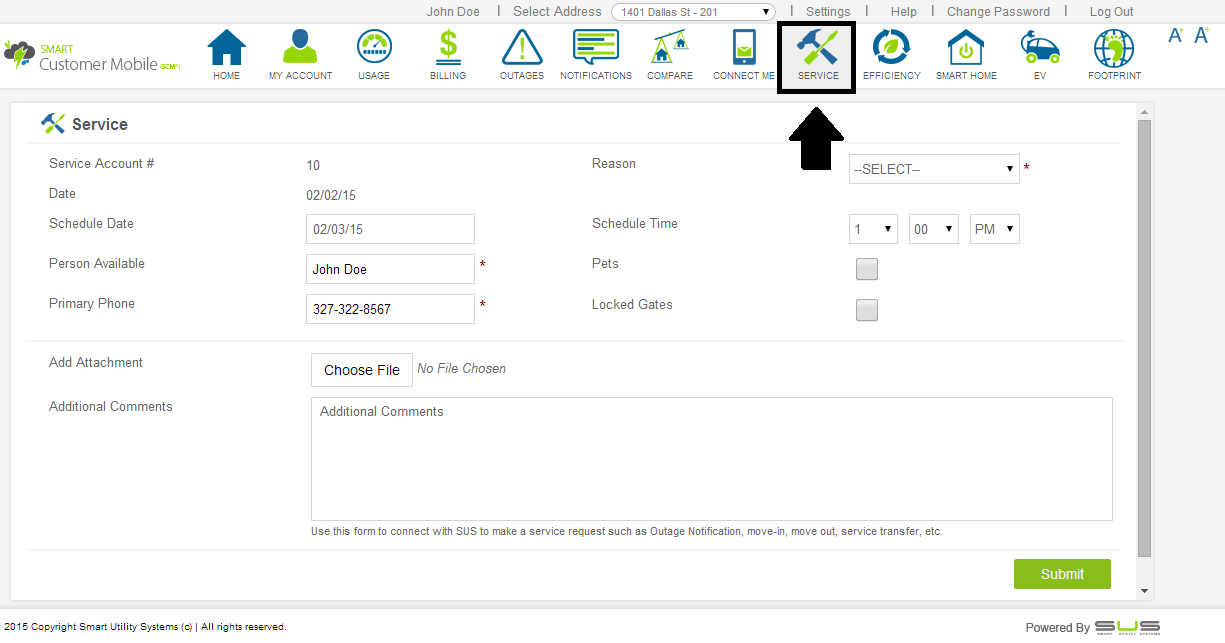 John Doe | Select Address 1401 Dallas St - 201 | Settings | Help | Change Password | Log Out
SMART
Customer Mobile (SCM®)
HOME MY ACCOUNT USAGE BILLING OUTAGES NOTIFICATIONS COMPARE CONNECT ME SERVICE EFFICIENCY SMART HOME EV FOOTPRINT
A+ A+
Service
Service Account # 10 Reason --SELECT-- *
Date 02/02/15
Schedule Date 02/03/15 Schedule Time 1 00 PM
Person Available John Doe * Pets
Primary Phone 327-322-8567 * Locked Gates
Add Attachment Choose File No File Chosen
Additional Comments Additional Comments
Use this form to connect with SUS to make a service request such as Outage Notification, move-in, move out, service transfer, etc.
Submit
2015 Copyright Smart Utility Systems (c) | All rights reserved.
Powered By SUS
SMART UTILITY SYSTEMS